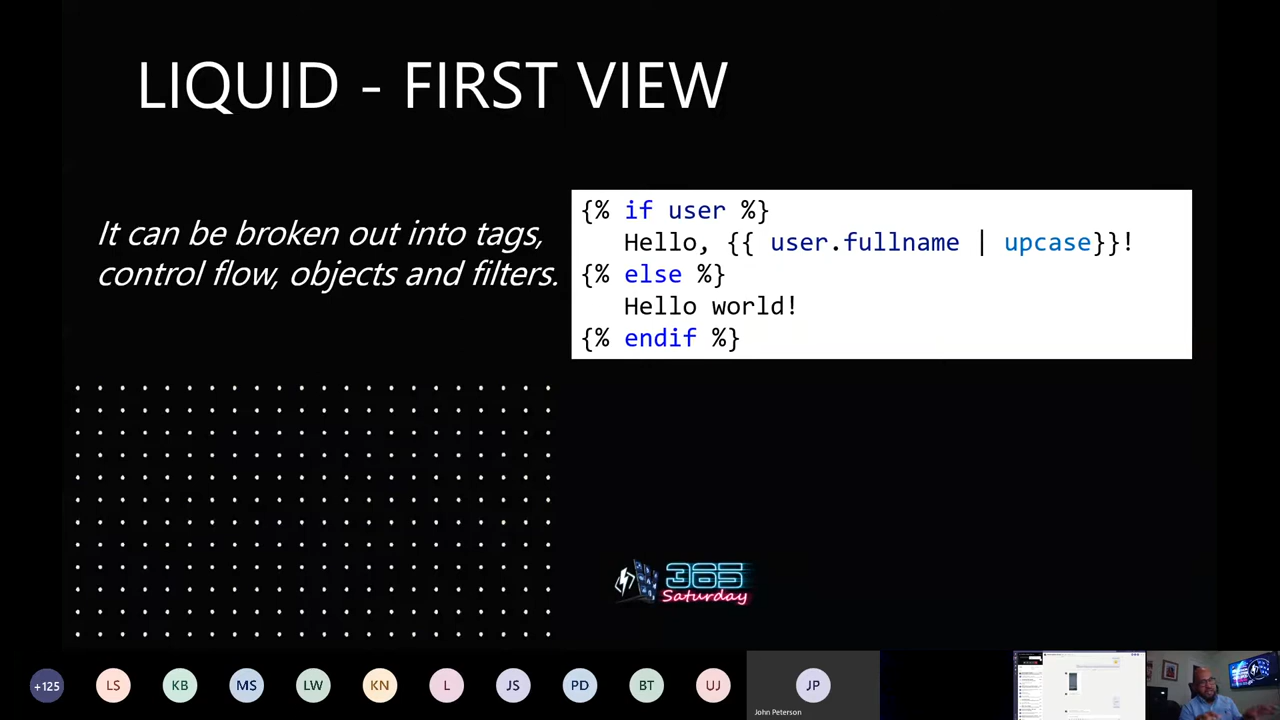 LIQUID - FIRST VIEW
It can be broken out into tags,
control flow, objects and filters.
{% if user %}
Hello, {{ user.fullname | upcase}}!
{% else %}
Hello world!
{% endif %}
365
Saturday
+125
LS
KB
MS
LW
KN
L
JS
PD
BT
UJ
JP
John Peterson